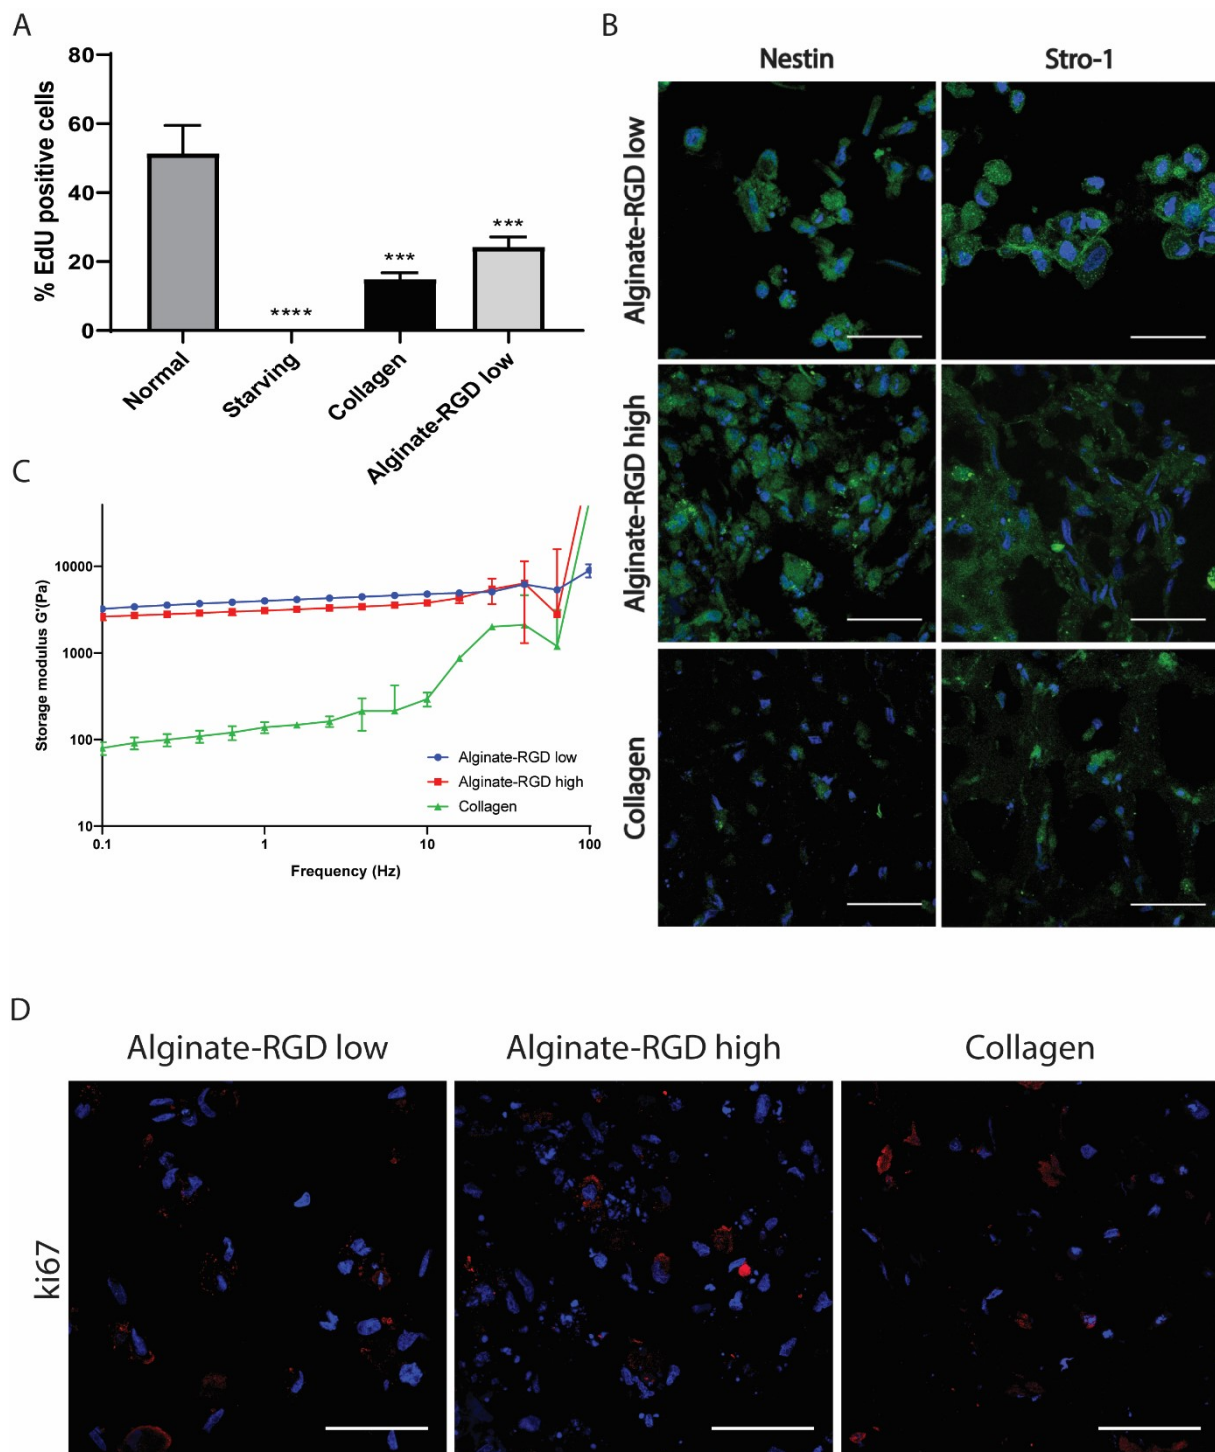 A
80
60
40
20
0
% EdU positive cells
****
***
***
Normal
Starving
Collagen
Alginate-RGD low
B
Nestin
Stro-1
Alginate-RGD low
Alginate-RGD high
Collagen
C
10000
1000
100
10
Storage modulus G'(Pa)
Alginate-RGD low
Alginate-RGD high
Collagen
0.1
1
10
100
Frequency (Hz)
D
Alginate-RGD low
Alginate-RGD high
Collagen
ki67